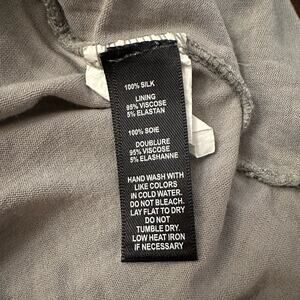 100% SILK
LINING
95% VISCOSE
5% ELASTAN
100% SOIE
DOUBLURE
95% VISCOSE
5% ELASHANNE
HAND WASH WITH
LIKE COLORS
IN COLD WATER.
DO NOT BLEACH.
LAY FLAT TO DRY
DO NOT
TUMBLE DRY.
LOW HEAT IRON
IF NECESSARY